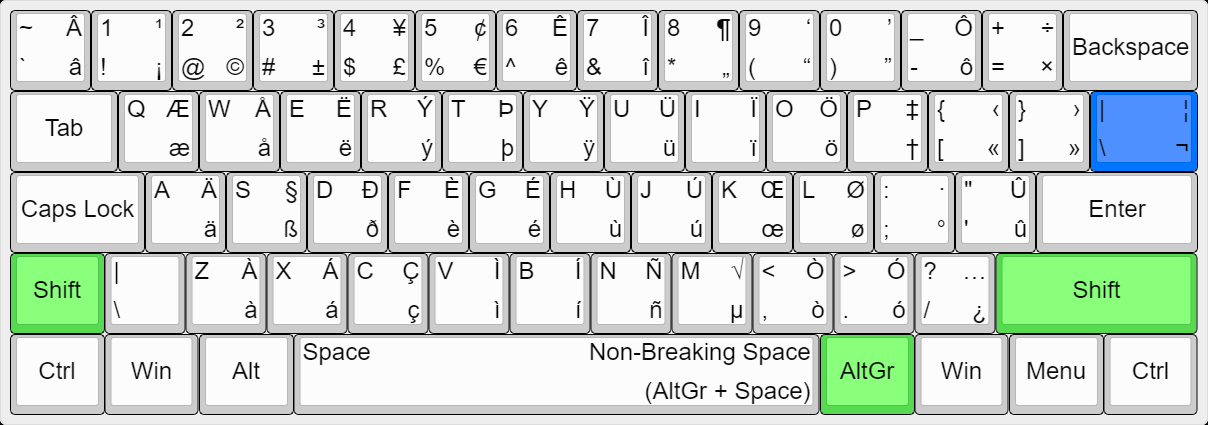 ~ Â 1 ¹ 2 ² 3 ³ 4 ¥ 5 ¢ 6 Ê 7 Î 8 ¶ 9 ‘ 0 ’ _ Ô + ÷ Backspace
` â ! ¡ @ © # ± $ £ % € ^ ê & î * „ ( “ ) ” - ô = ×
Tab Q Æ W Å E Ë R Ý T Þ Y Ÿ U Ü I Ï O Ö P ‡ { ‹ } › | ¦
æ å ë ý þ ÿ ü ï ö † [ « ] » \ ¬
Caps Lock A Ä S § D Ð F È G É H Ù J Ú K Œ L Ø : · " Û Enter
ä ß ð è é ù ú œ ø ; ° ' û
Shift | Z À X Á C Ç V Ì B Í N Ñ M √ < Ò > Ó ? … Shift
\ à á ç ì í ñ µ , ò . ó / ¿
Ctrl Win Alt Space Non-Breaking Space AltGr Win Menu Ctrl
(AltGr + Space)